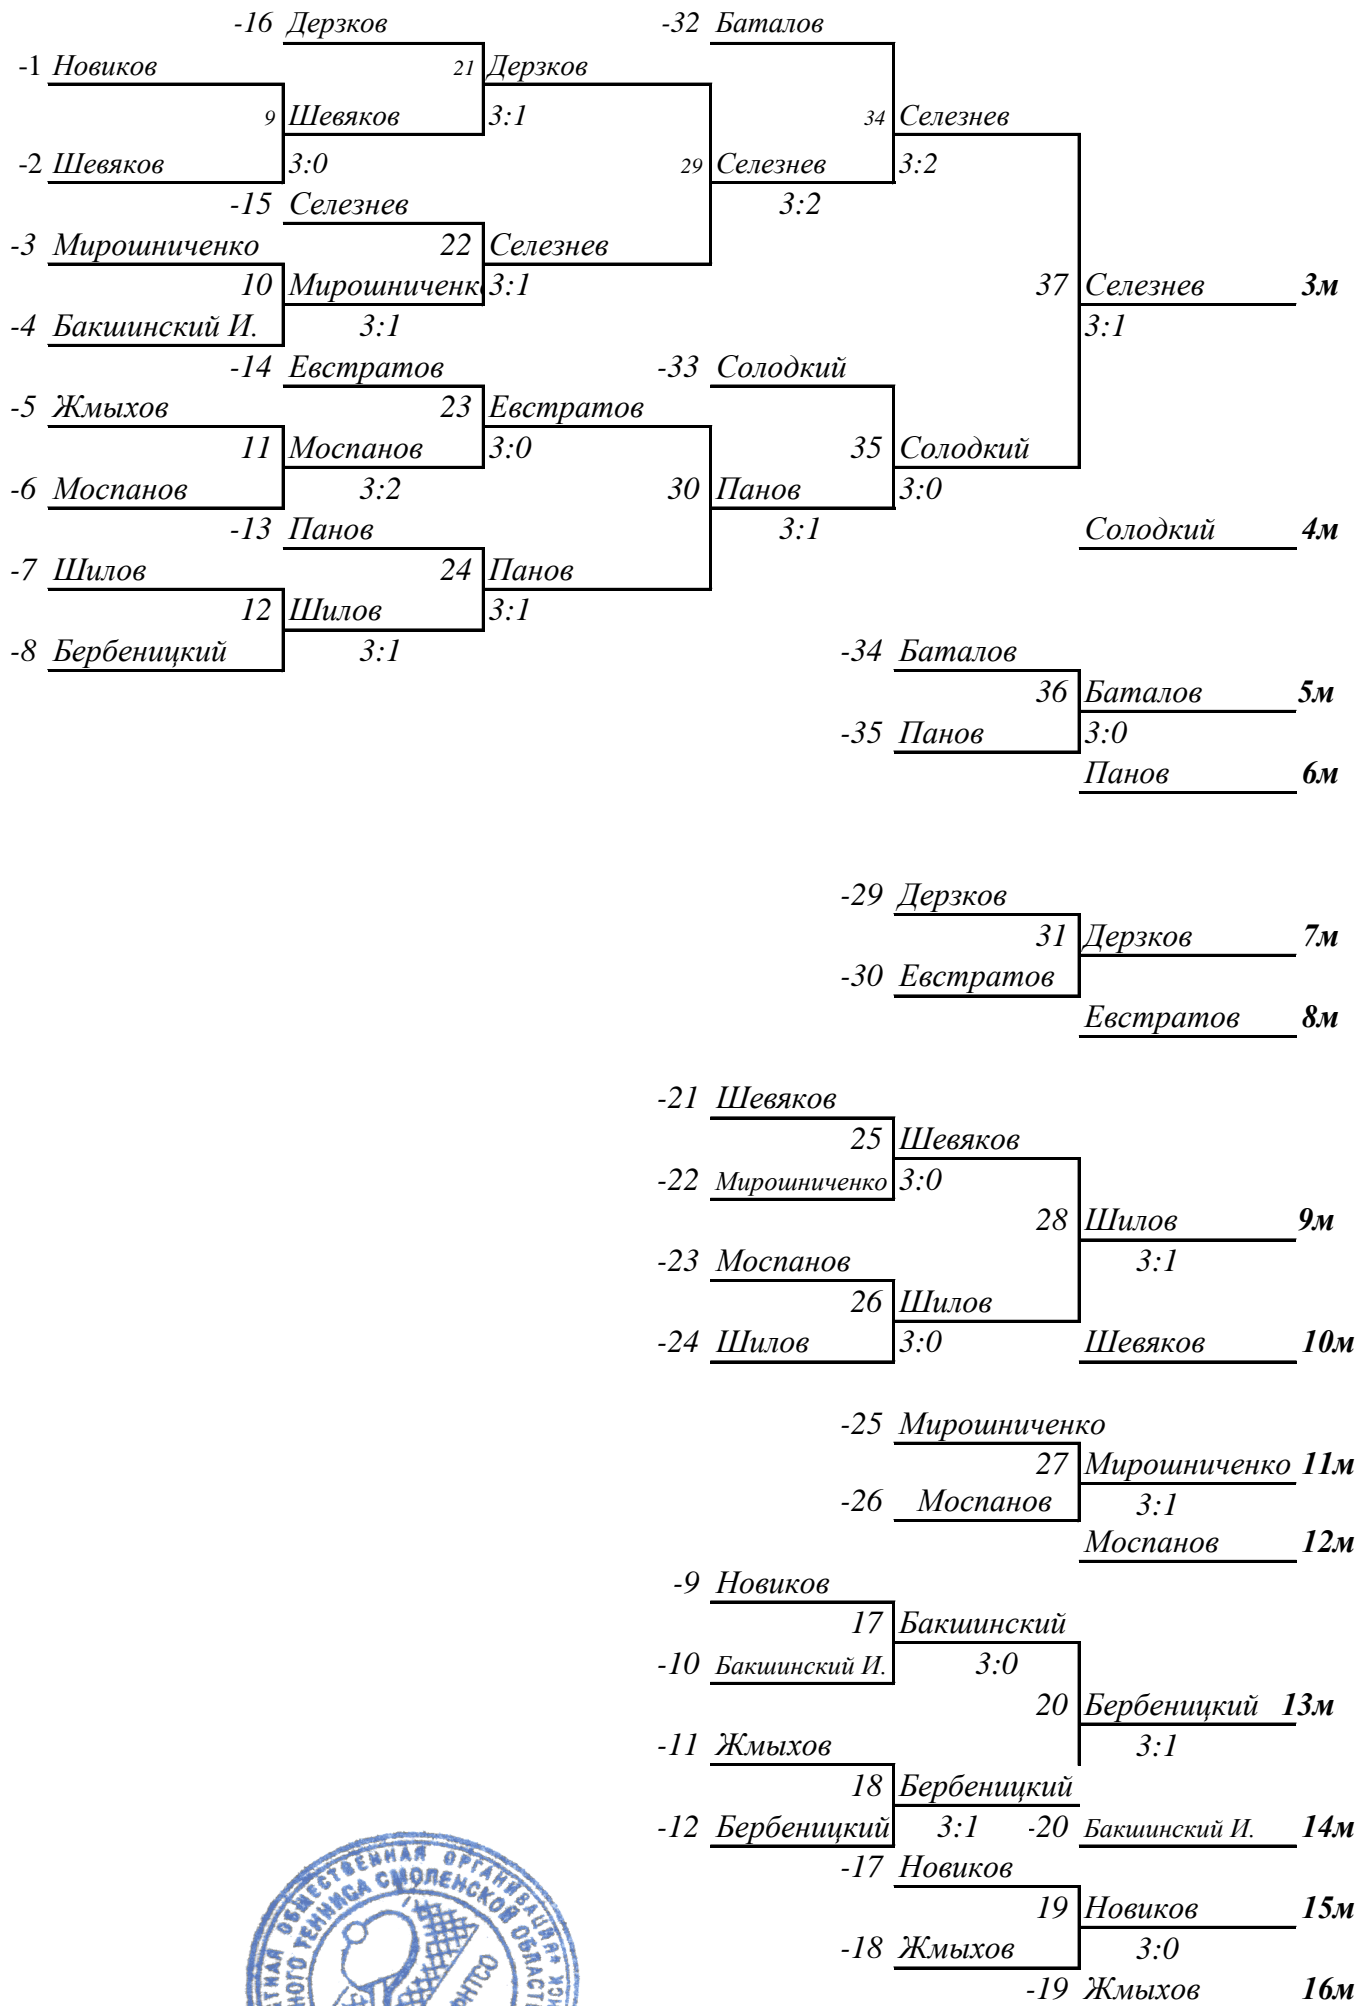 -16 Дерзков -32 Баталов
-1 Новиков 21 Дерзков
9 Шевяков 3:1 34 Селезнев
-2 Шевяков 3:0 29 Селезнев 3:2
-15 Селезнев 3:2
-3 Мирошниченко 22 Селезнев
10 Мирошниченк 3:1 37 Селезнев 3м
-4 Бакшинский И. 3:1 3:1
-14 Евстратов -33 Солодкий
-5 Жмыхов 23 Евстратов
11 Моспанов 3:0 35 Солодкий
-6 Моспанов 3:2 30 Панов 3:0
-13 Панов 3:1 Солодкий 4м
-7 Шилов 24 Панов
12 Шилов 3:1
-8 Бербеницкий 3:1 -34 Баталов
36 Баталов 5м
-35 Панов 3:0
Панов 6м
-29 Дерзков
31 Дерзков 7м
-30 Евстратов
Евстратов 8м
-21 Шевяков
25 Шевяков
-22 Мирошниченко 3:0
28 Шилов 9м
-23 Моспанов 3:1
26 Шилов
-24 Шилов 3:0 Шевяков 10м
-25 Мирошниченко
27 Мирошниченко 11м
-26 Моспанов 3:1
Моспанов 12м
-9 Новиков
17 Бакшинский
-10 Бакшинский И. 3:0
20 Бербеницкий 13м
-11 Жмыхов 3:1
18 Бербеницкий
-12 Бербеницкий 3:1 -20 Бакшинский И. 14м
-17 Новиков
19 Новиков 15м
-18 Жмыхов 3:0
-19 Жмыхов 16м
ОБЩЕСТВЕННАЯ ОРГАНИЗАЦИЯ
ТЕННИСА СМОЛЕНСКОЙ ОБЛАСТ